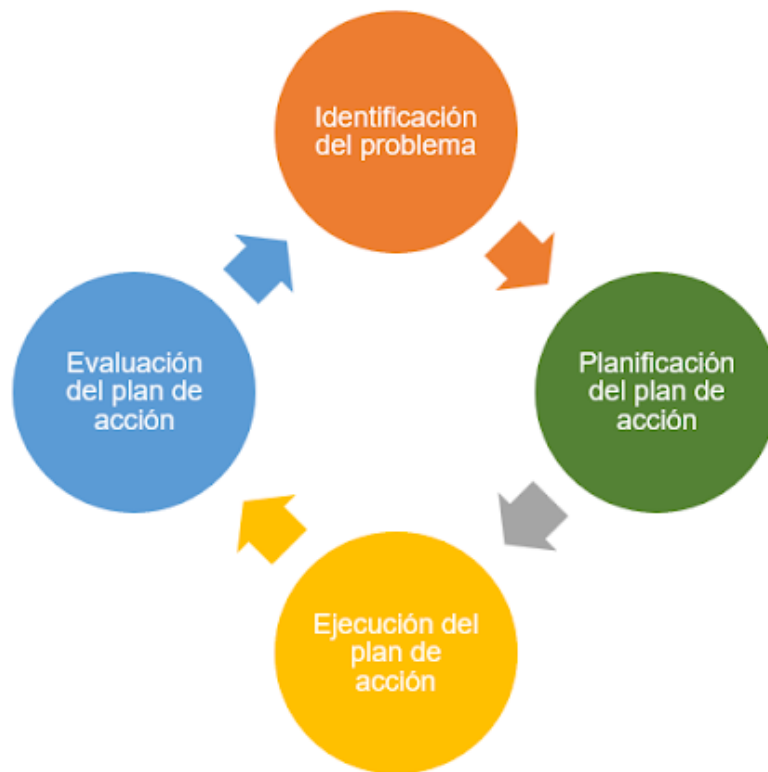 Identificación
del problema
Planificación
del plan de
acción
Ejecución del
plan de
acción
Evaluación
del plan de
acción